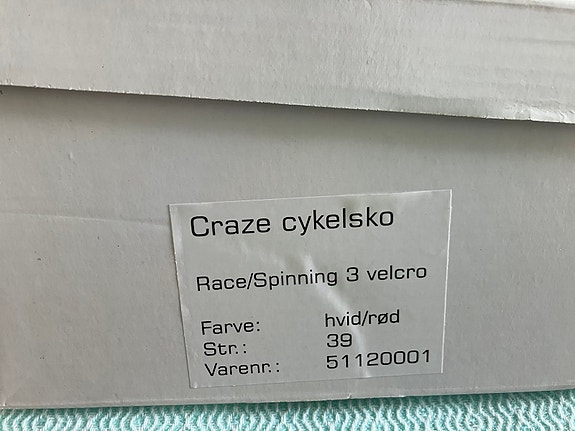 Craze cykelsko
Race/Spinning 3 velcro
Farve: hvid/rød
Str.: 39
Varenr.: 51120001